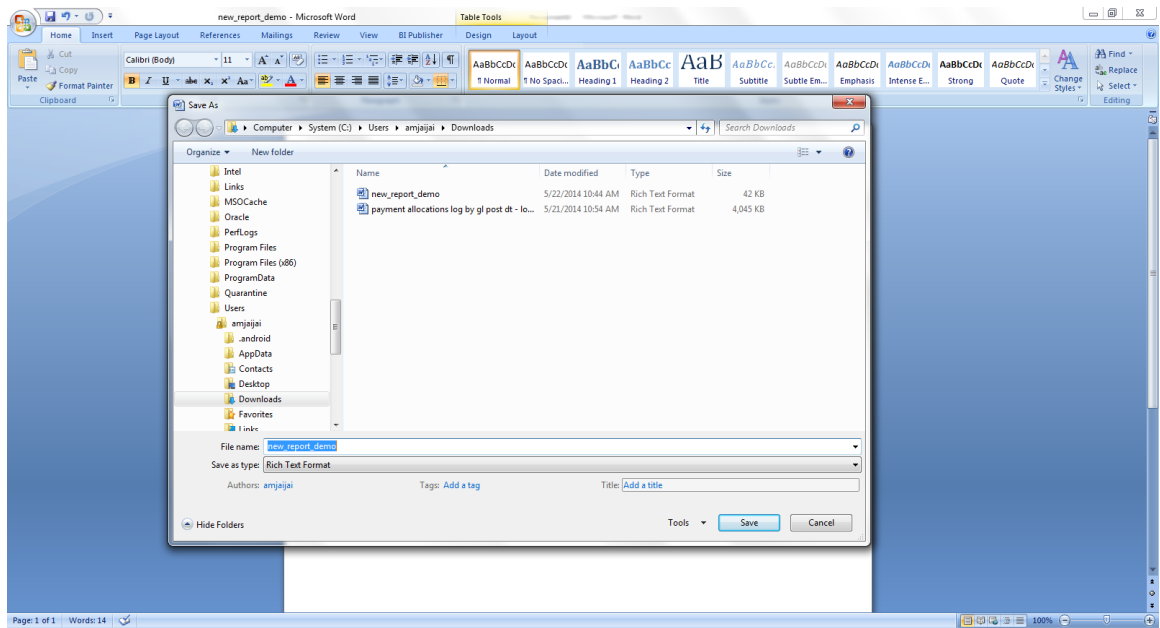 new_report_demo - Microsoft Word
Table Tools
Home Insert Page Layout References Mailings Review View BI Publisher Design Layout
Paste
Cut
Copy
Format Painter
Clipboard
Calibri (Body) 11
AaBbCcDc AaBbCcDc AaBbC AaBbCc AaB AaBbCc. AaBbCcDc AaBbCcDc AaBbCcDc AaBbCcDc AaBbCcDc
¶ Normal ¶ No Spaci... Heading 1 Heading 2 Title Subtitle Subtle Em... Emphasis Intense E... Strong Quote
Change Styles
Find
Replace
Select
Editing
Save As
Computer ▸ System (C:) ▸ Users ▸ amjaijai ▸ Downloads
Search Downloads
Organize New folder
Intel
Links
MSOCache
Oracle
PerfLogs
Program Files
Program Files (x86)
ProgramData
Quarantine
Users
amjaijai
.android
AppData
Contacts
Desktop
Downloads
Favorites
Links
Name Date modified Type Size
new_report_demo 5/22/2014 10:44 AM Rich Text Format 42 KB
payment allocations log by gl post dt - lo... 5/21/2014 10:54 AM Rich Text Format 4,045 KB
File name: new_report_demo
Save as type: Rich Text Format
Authors: amjaijai Tags: Add a tag Title: Add a title
Hide Folders
Tools Save Cancel
Page: 1 of 1 Words: 14 100%